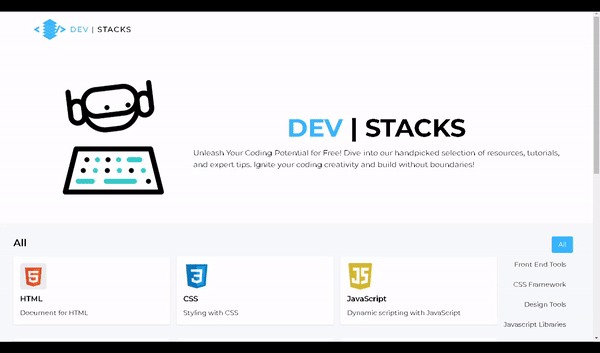 DEV | STACKS
DEV | STACKS
Unleash Your Coding Potential for Free! Dive into our handpicked selection of resources, tutorials,
and expert tips. Ignite your coding creativity and build without boundaries!
All
All
Front End Tools
CSS Framework
Design Tools
Javascript Libraries
5
HTML
Document for HTML
3
CSS
Styling with CSS
JS
JavaScript
Dynamic scripting with JavaScript